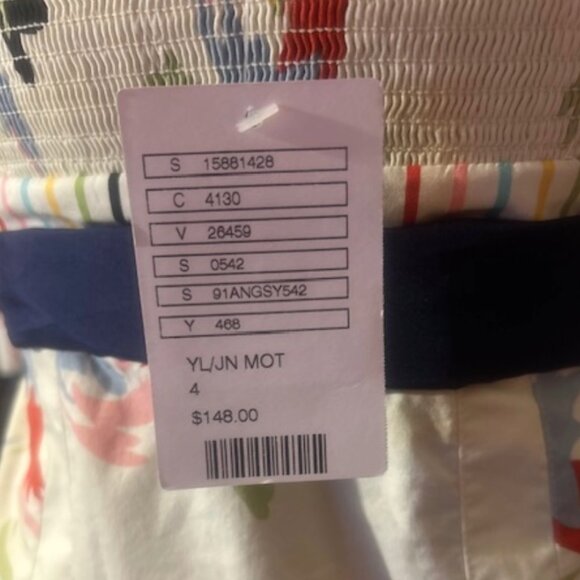 S 15881428
C 4130
V 26459
S 0542
S 91ANGSY542
Y 468
YL/JN MOT
4
$148.00